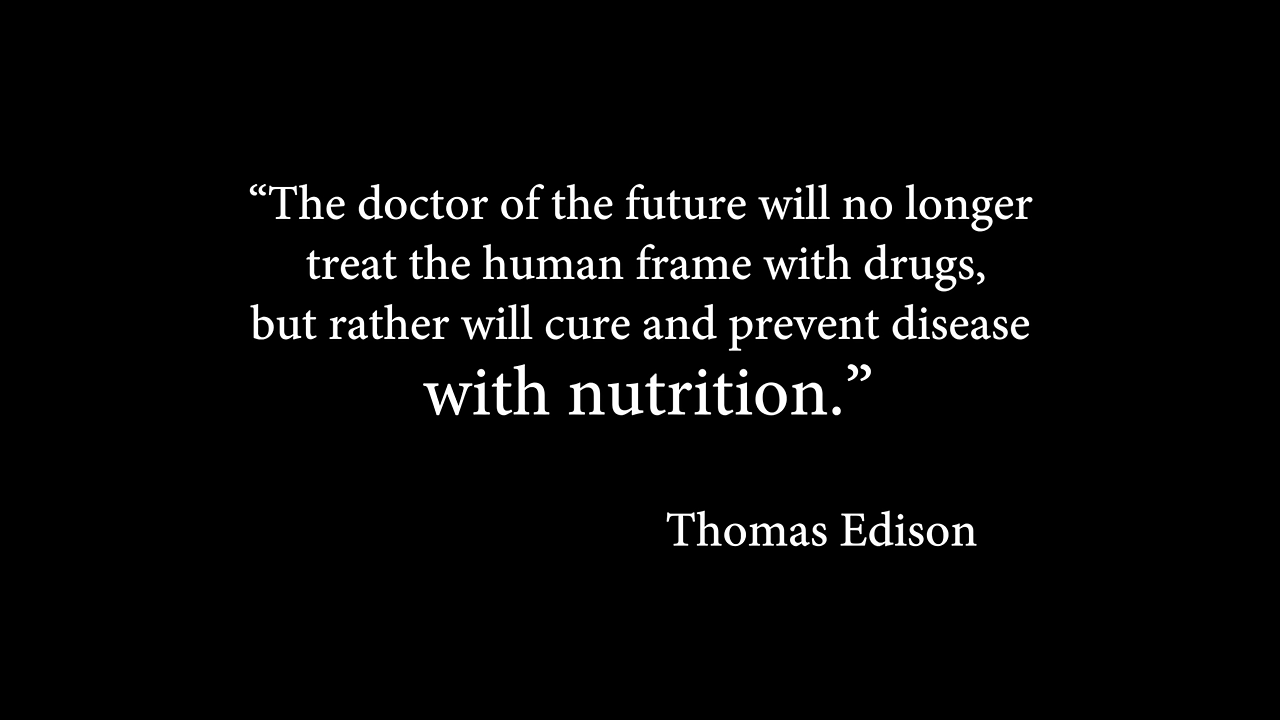 “The doctor of the future will no longer
treat the human frame with drugs,
but rather will cure and prevent disease
with nutrition.”
Thomas Edison